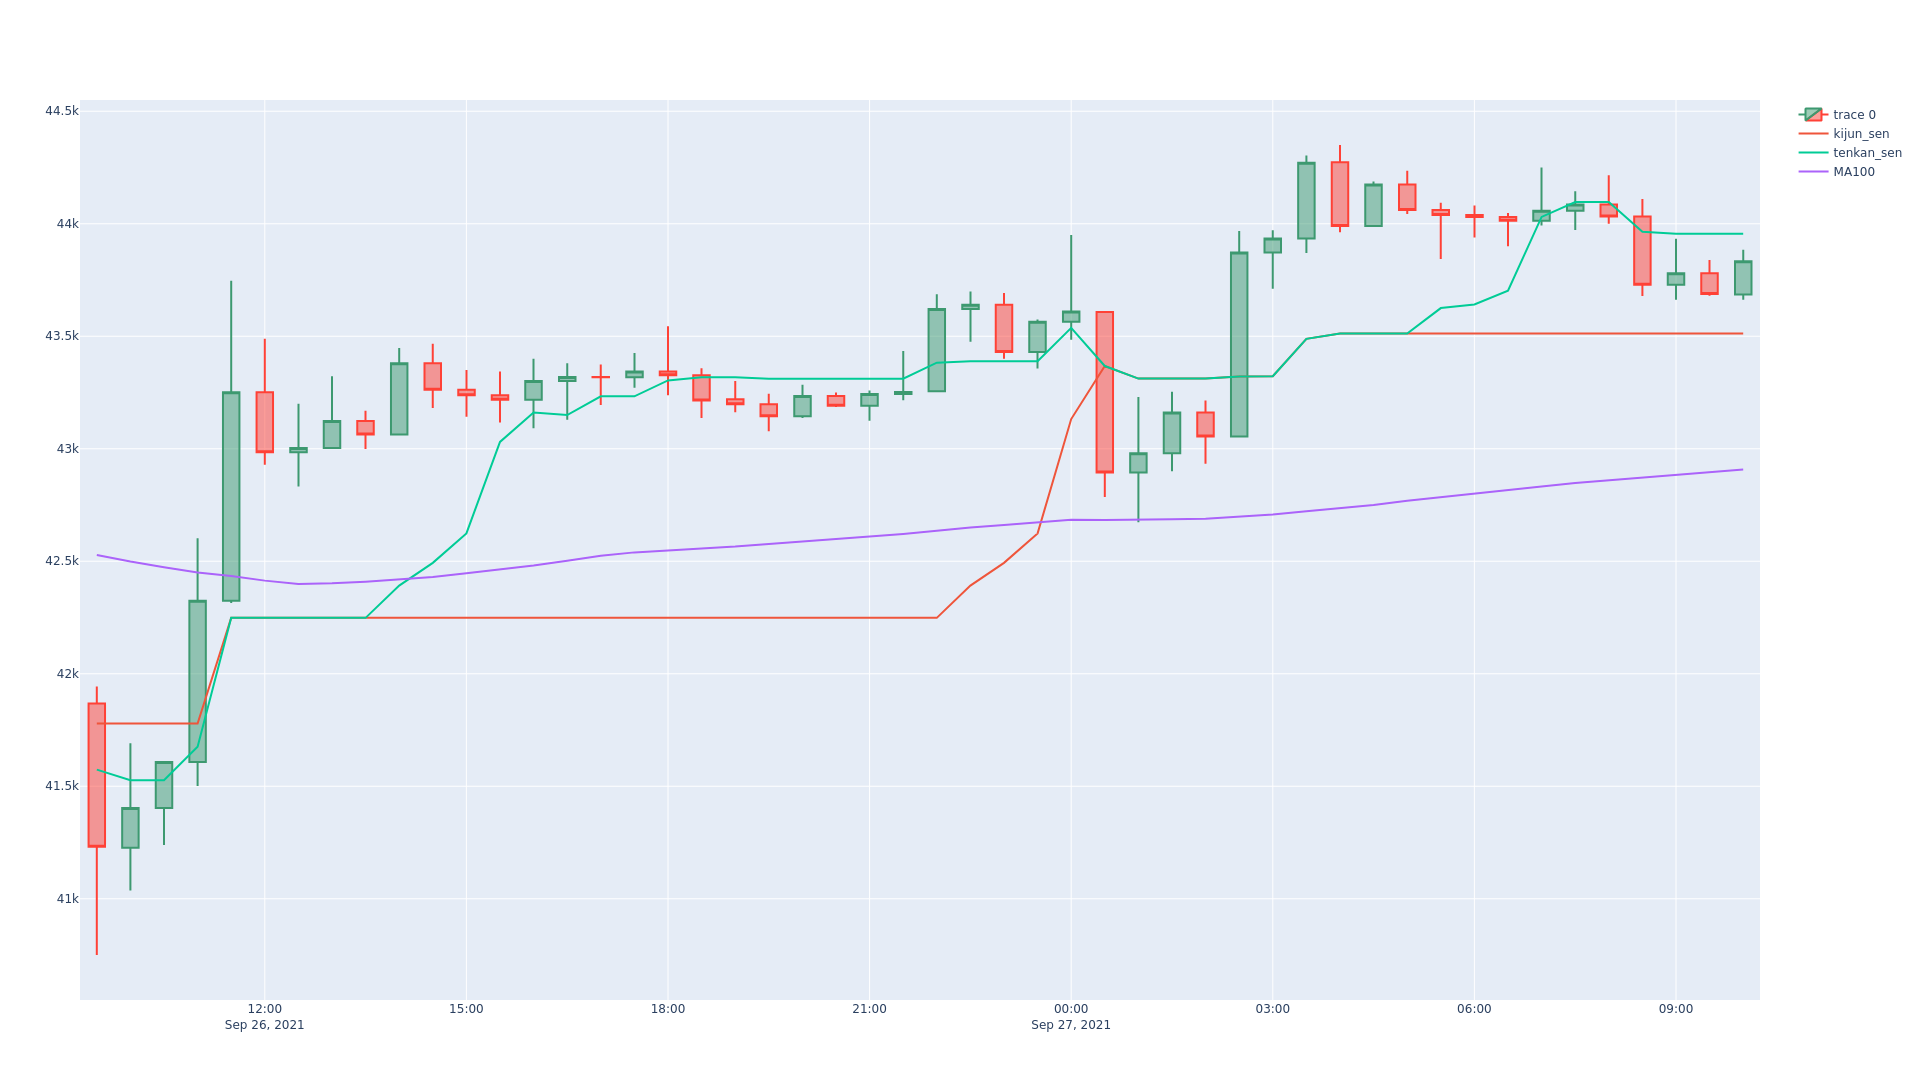 44.5k
44k
43.5k
43k
42.5k
42k
41.5k
41k
12:00
Sep 26, 2021
15:00
18:00
21:00
00:00
Sep 27, 2021
03:00
06:00
09:00
trace 0
kijun_sen
tenkan_sen
MA100